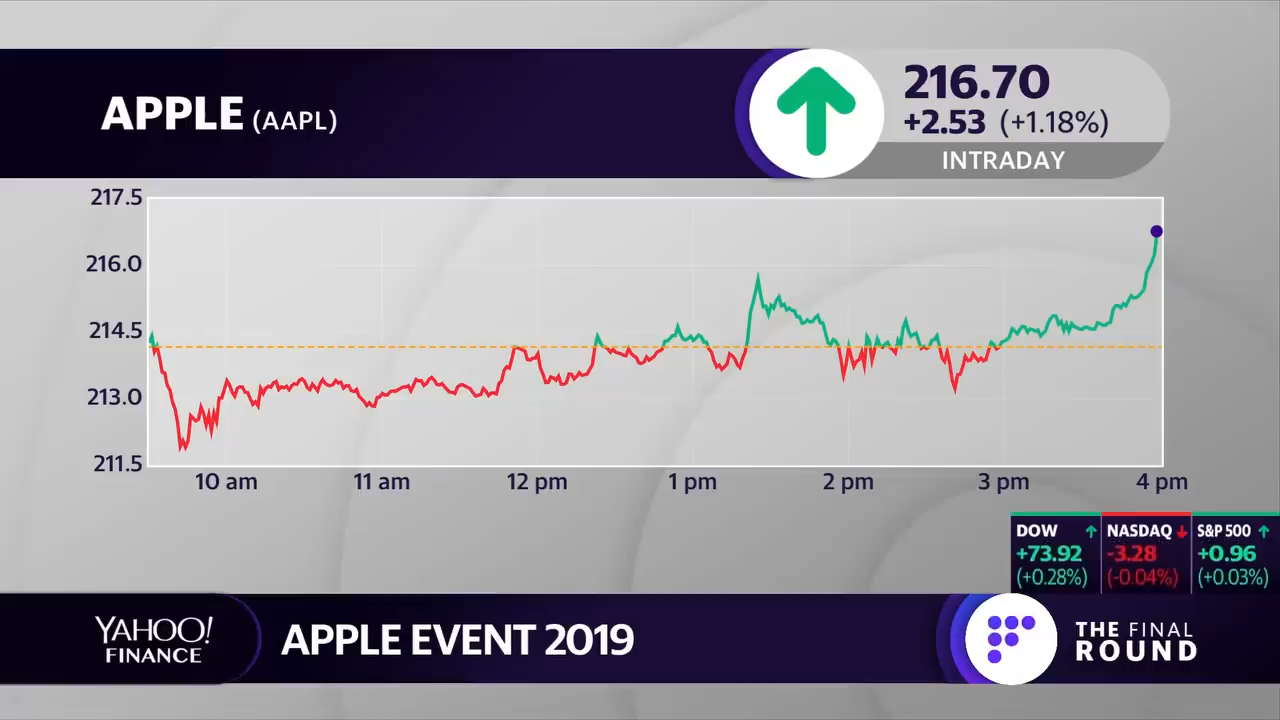 APPLE (AAPL)
216.70
+2.53 (+1.18%)
INTRADAY
217.5
216.0
214.5
213.0
211.5
10 am 11 am 12 pm 1 pm 2 pm 3 pm 4 pm
DOW
+73.92
(+0.28%)
NASDAQ
-3.28
(-0.04%)
S&P 500
+0.96
(+0.03%)
YAHOO!
FINANCE
APPLE EVENT 2019
THE FINAL
ROUND